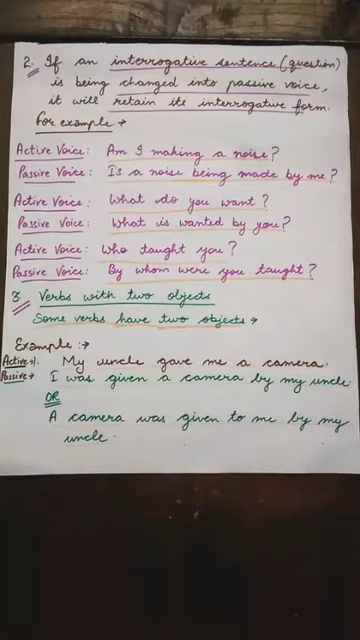 2. If an interrogative sentence (question)
is being changed into passive voice,
it will retain its interrogative form.
For example →
Active Voice: Am I making a noise?
Passive Voice: Is a noise being made by me?
Active Voice: What do you want?
Passive Voice: What is wanted by you?
Active Voice: Who taught you?
Passive Voice: By whom were you taught?
3. Verbs with two objects
Some verbs have two objects →
Example :→
Active →1. My uncle gave me a camera.
Passive → I was given a camera by my uncle.
OR
A camera was given to me by my
uncle.